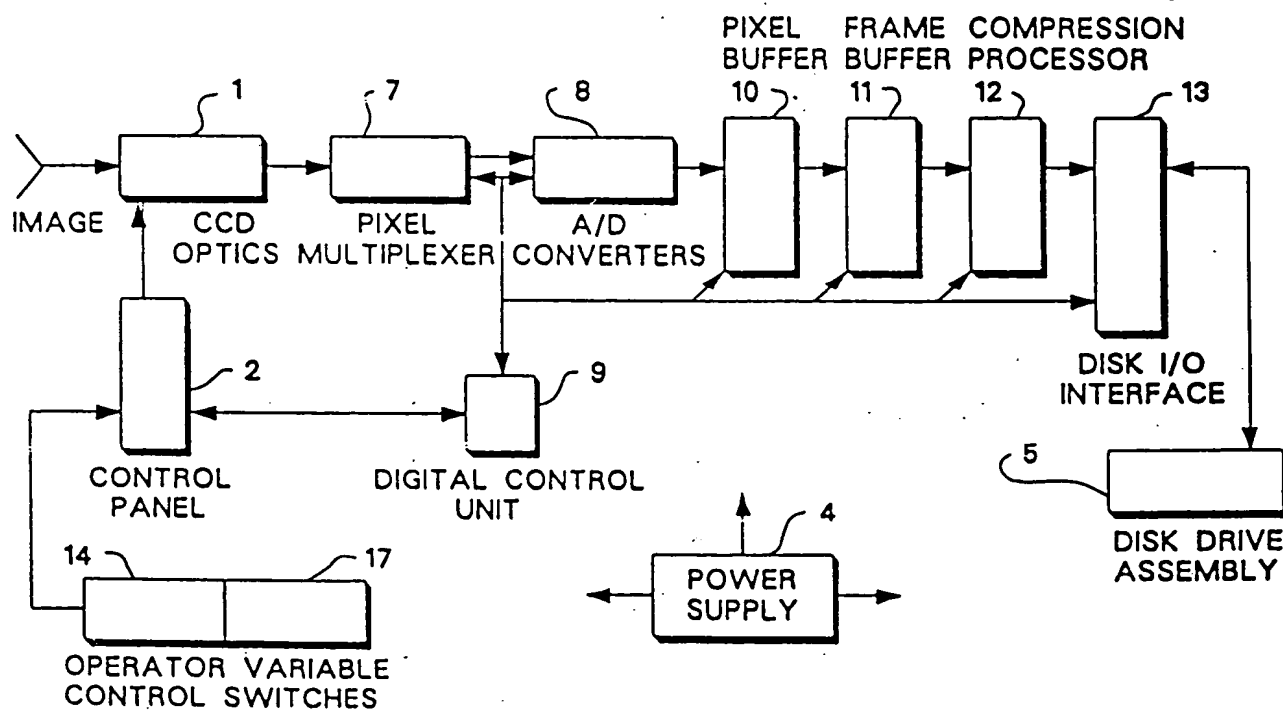 PIXEL FRAME COMPRESSION
BUFFER BUFFER PROCESSOR
1
7
8
10
11
12
13
IMAGE
CCD
OPTICS
PIXEL
MULTIPLEXER
A/D
CONVERTERS
2
9
DISK I/O
INTERFACE
CONTROL
PANEL
DIGITAL CONTROL
UNIT
5
DISK DRIVE
ASSEMBLY
4
POWER
SUPPLY
14
17
OPERATOR VARIABLE
CONTROL SWITCHES